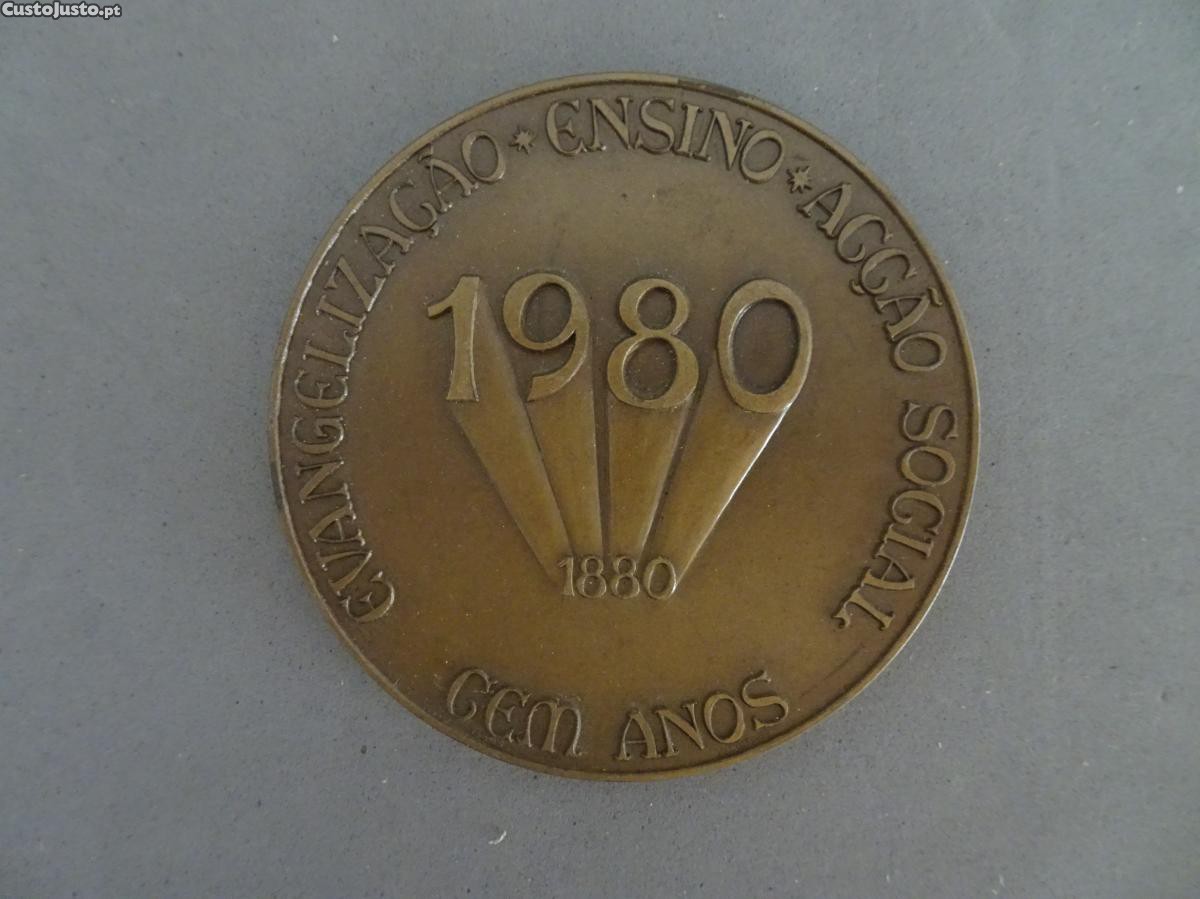 CustoJusto.pt
EVANGELIZAÇÃO * ENSINO * ACÇÃO SOCIAL
1980
1880
CEM ANOS